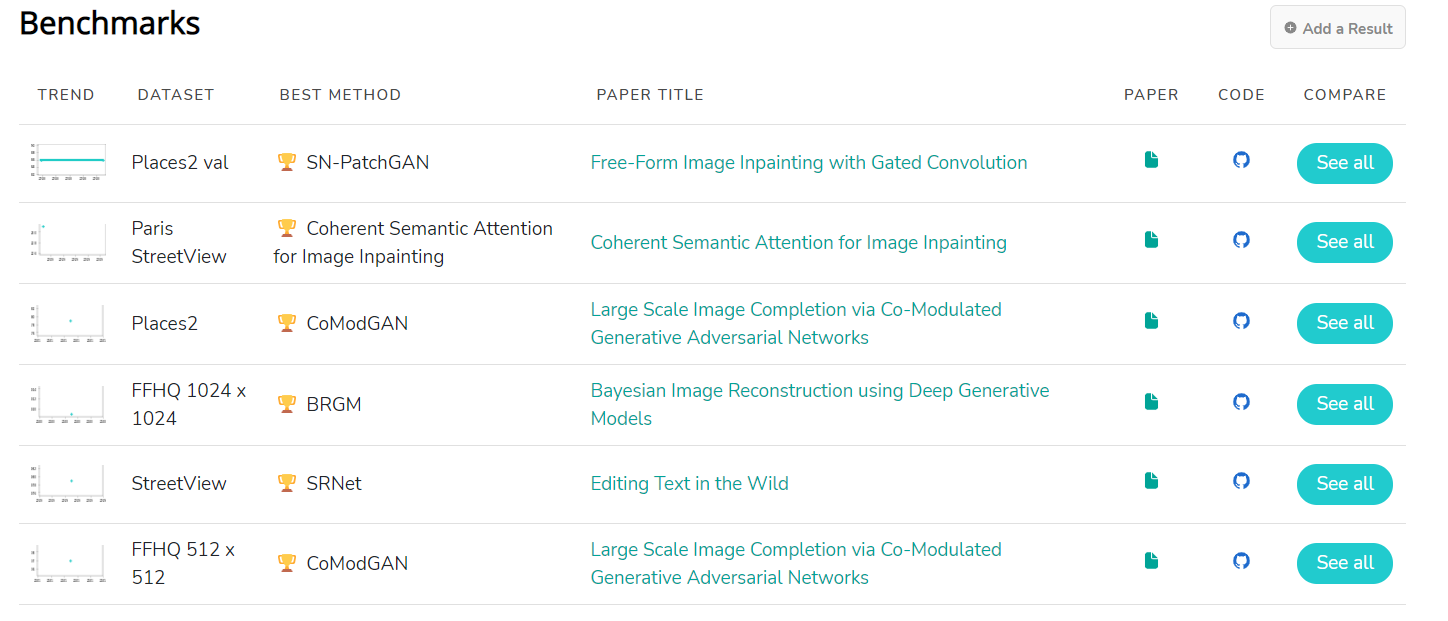 Benchmarks
Add a Result
TREND DATASET BEST METHOD PAPER TITLE PAPER CODE COMPARE
Places2 val SN-PatchGAN Free-Form Image Inpainting with Gated Convolution See all
Paris StreetView Coherent Semantic Attention for Image Inpainting Coherent Semantic Attention for Image Inpainting See all
Places2 CoModGAN Large Scale Image Completion via Co-Modulated Generative Adversarial Networks See all
FFHQ 1024 x 1024 BRGM Bayesian Image Reconstruction using Deep Generative Models See all
StreetView SRNet Editing Text in the Wild See all
FFHQ 512 x 512 CoModGAN Large Scale Image Completion via Co-Modulated Generative Adversarial Networks See all